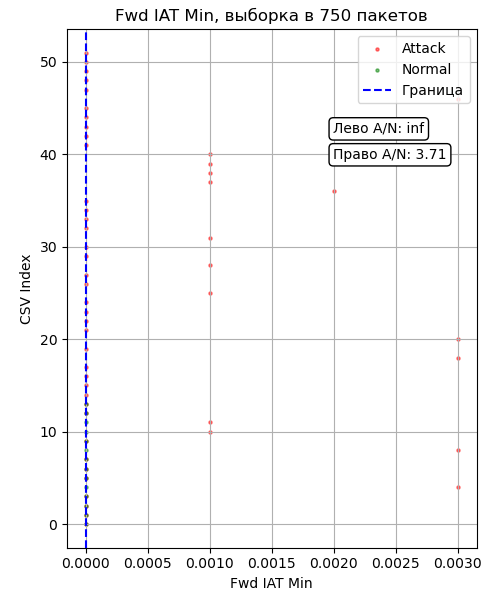 Fwd IAT Min, выборка в 750 пакетов
Attack
Normal
Граница
Лево A/N: inf
Право A/N: 3.71
CSV Index
50
40
30
20
10
0
0.0000 0.0005 0.0010 0.0015 0.0020 0.0025 0.0030
Fwd IAT Min